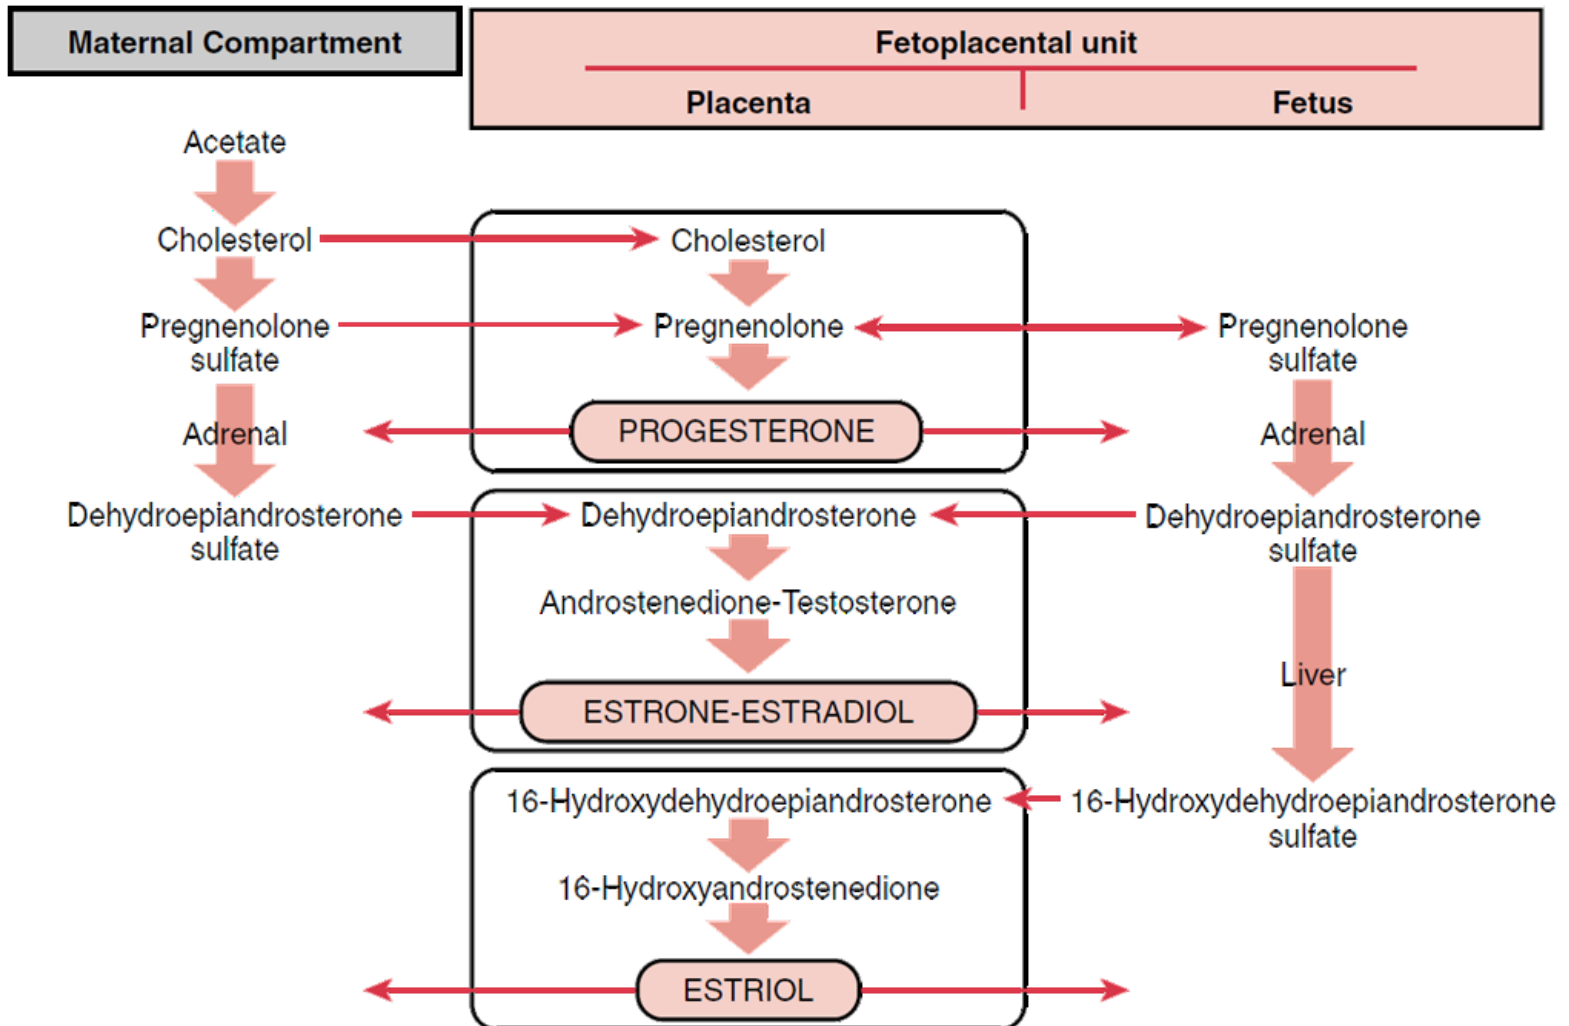 Maternal Compartment
Fetoplacental unit
Placenta
Fetus
Acetate
Cholesterol
Cholesterol
Pregnenolone
sulfate
Pregnenolone
Pregnenolone
sulfate
Adrenal
PROGESTERONE
Adrenal
Dehydroepiandrosterone
sulfate
Dehydroepiandrosterone
Dehydroepiandrosterone
sulfate
Androstenedione-Testosterone
Liver
ESTRONE-ESTRADIOL
16-Hydroxydehydroepiandrosterone
16-Hydroxydehydroepiandrosterone
sulfate
16-Hydroxyandrostenedione
ESTRIOL